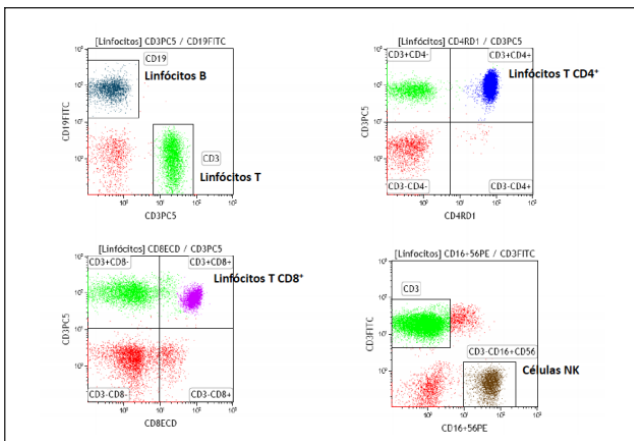 [Linfocitos] CD3PC5 / CD19FITC
CD19
Linfócitos B
CD3
Linfócitos T
CD19FITC
CD3PC5
[Linfocitos] CD4RD1 / CD3PC5
CD3+CD4-
CD3+CD4+
Linfócitos T CD4⁺
CD3-CD4-
CD3-CD4+
CD3PC5
CD4RD1
[Linfócitos] CD8ECD / CD3PC5
CD3+CD8-
CD3+CD8+
Linfócitos T CD8⁺
CD3-CD8-
CD3-CD8+
CD3PC5
CD8ECD
[Linfocitos] CD16+56PE / CD3FITC
CD3
CD3-CD16+CD56
Células NK
CD3FITC
CD16+56PE